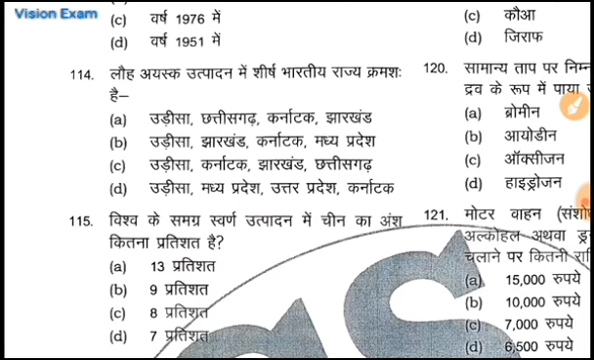 Vision Exam
(c) वर्ष 1976 में
(d) वर्ष 1951 में
114. लौह अयस्क उत्पादन में शीर्ष भारतीय राज्य क्रमशः
है—
(a) उड़ीसा, छत्तीसगढ़, कर्नाटक, झारखंड
(b) उड़ीसा, झारखंड, कर्नाटक, मध्य प्रदेश
(c) उड़ीसा, कर्नाटक, झारखंड, छत्तीसगढ़
(d) उड़ीसा, मध्य प्रदेश, उत्तर प्रदेश, कर्नाटक
115. विश्व के समग्र स्वर्ण उत्पादन में चीन का अंश
कितना प्रतिशत है?
(a) 13 प्रतिशत
(b) 9 प्रतिशत
(c) 8 प्रतिशत
(d) 7 प्रतिशत
(c) कौआ
(d) जिराफ
120. सामान्य ताप पर
द्रव के रूप में पाया
(a) ब्रोमीन
(b) आयोडीन
(c) ऑक्सीजन
(d) हाइड्रोजन
121. मोटर वाहन
अल्कोहल अथवा
चलाने पर कितनी
(a) 15,000 रुपये
(b) 10,000 रुपये
(c) 7,000 रुपये
(d) 6,500 रुपये